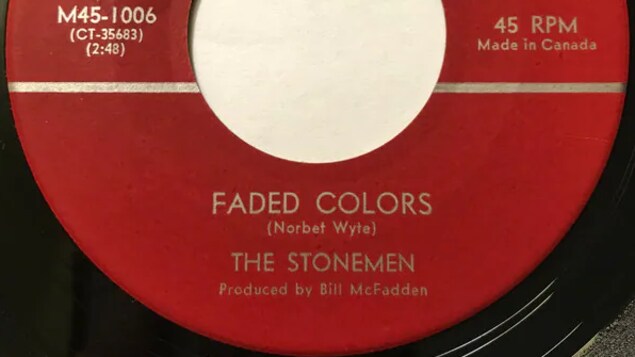 M45-1006
(CT-35683)
(2:48)
45 RPM
Made in Canada
FADED COLORS
(Norbet Wyte)
THE STONEMEN
Produced by Bill McFadden